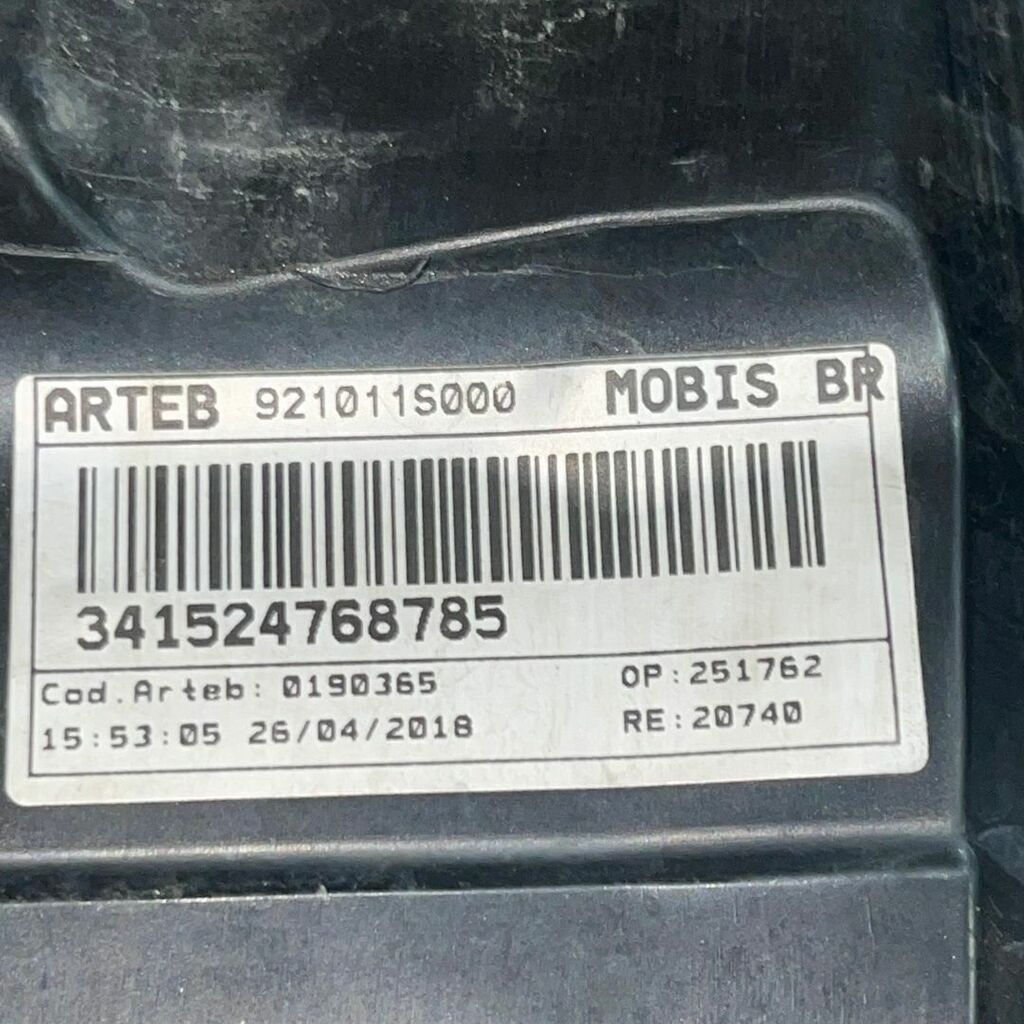 ARTEB 921011S000 MOBIS BR
341524768785
Cod.Arteb: 0190365 OP:251762
15:53:05 26/04/2018 RE:20740